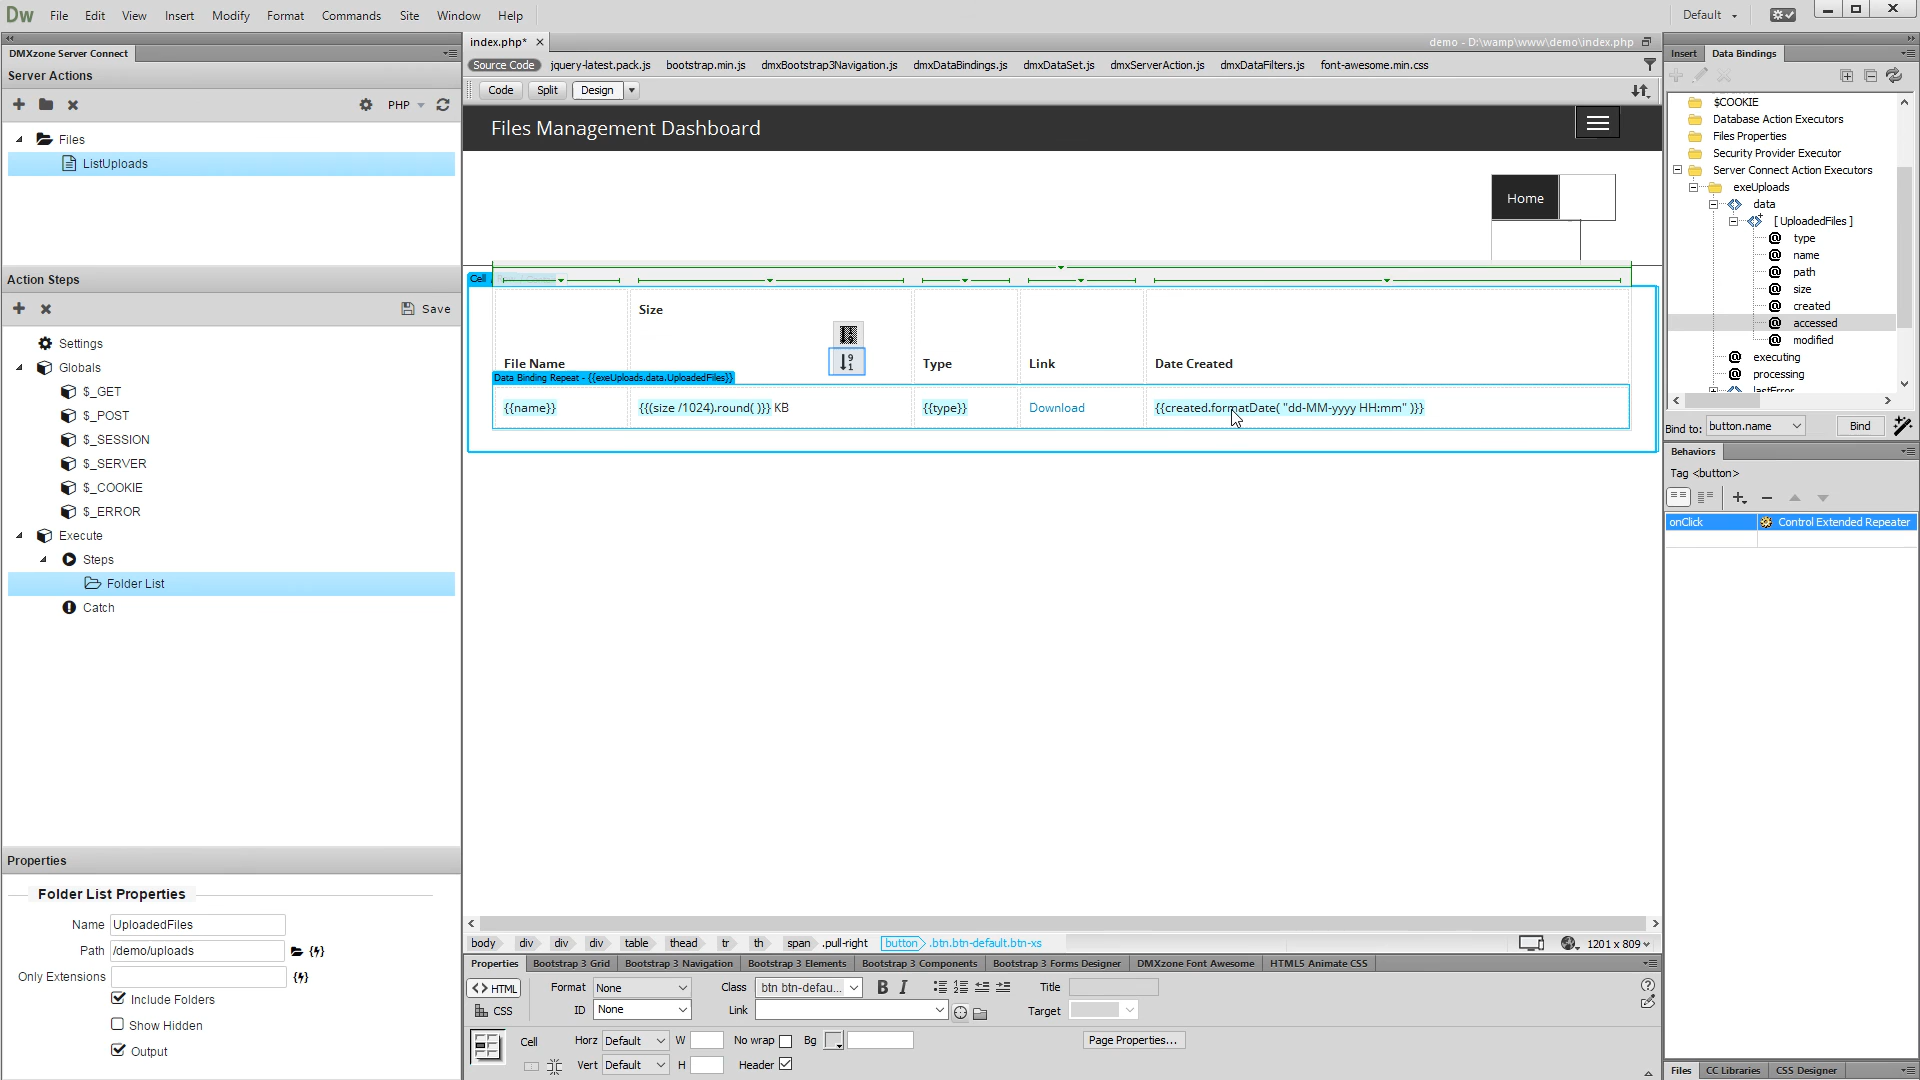 Dw File Edit View Insert Modify Format Commands Site Window Help Default
DMXzone Server Connect
Server Actions
PHP
Files
ListUploads
Action Steps
Save
Settings
Globals
$_GET
$_POST
$_SESSION
$_SERVER
$_COOKIE
$_ERROR
Execute
Steps
Folder List
Catch
Properties
Folder List Properties
Name UploadedFiles
Path /demo/uploads
Only Extensions
Include Folders
Show Hidden
Output
index.php*
demo - D:\wamp\www\demo\index.php
Source Code jquery-latest.pack.js bootstrap.min.js dmxBootstrap3Navigation.js dmxDataBindings.js dmxDataSet.js dmxServerAction.js dmxDataFilters.js font-awesome.min.css
Code Split Design
Files Management Dashboard
Home
Cell
Size
File Name Type Link Date Created
Data Binding Repeat - {{exeUploads.data.UploadedFiles}}
{{name}} {{(size /1024).round( )}} KB {{type}} Download {{created.formatDate( "dd-MM-yyyy HH:mm" )}}
body div div div table thead tr th span .pull-right button .btn.btn-default.btn-xs
1201 x 809
Properties Bootstrap 3 Grid Bootstrap 3 Navigation Bootstrap 3 Elements Bootstrap 3 Components Bootstrap 3 Forms Designer DMXzone Font Awesome HTML5 Animate CSS
HTML Format None Class btn btn-defau... B I Title
CSS ID None Link Target
Cell Horz Default W No wrap Bg Page Properties...
Vert Default H Header
Insert Data Bindings
$COOKIE
Database Action Executors
Files Properties
Security Provider Executor
Server Connect Action Executors
exeUploads
data
[ UploadedFiles ]
type
name
path
size
created
accessed
modified
executing
processing
lastError
Bind to: button.name Bind
Behaviors
Tag <button>
onClick Control Extended Repeater
Files CC Libraries CSS Designer